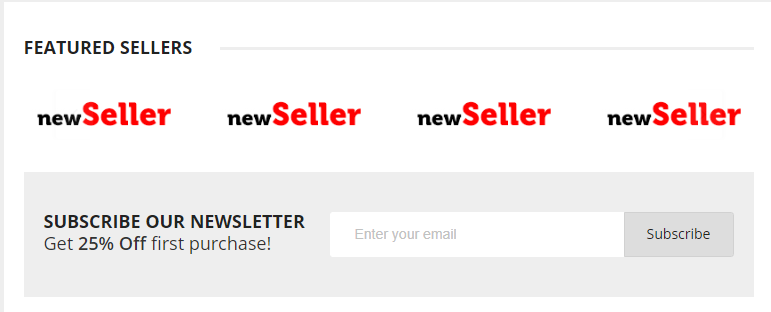 FEATURED SELLERS
newSeller newSeller newSeller newSeller
SUBSCRIBE OUR NEWSLETTER
Get 25% Off first purchase!
Enter your email
Subscribe